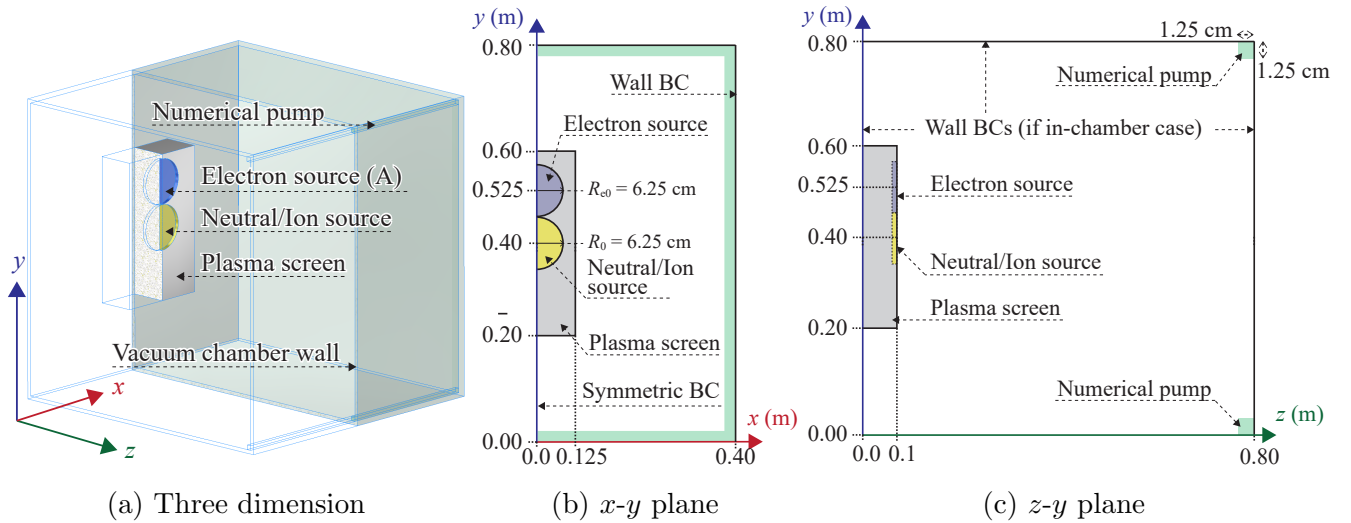 Numerical pump
Electron source (A)
Neutral/Ion source
Plasma screen
Vacuum chamber wall
y
x
z
(a) Three dimension
y (m)
0.80
0.60
0.525
0.40
0.20
0.00
0.0
0.125
0.40
x (m)
Wall BC
Electron source
Re0 = 6.25 cm
R0 = 6.25 cm
Neutral/Ion
source
Plasma screen
Symmetric BC
(b) x-y plane
y (m)
0.80
0.60
0.525
0.40
0.20
0.00
0.0
0.1
0.80
z (m)
1.25 cm
1.25 cm
Numerical pump
Wall BCs (if in-chamber case)
Electron source
Neutral/Ion source
Plasma screen
Numerical pump
(c) z-y plane